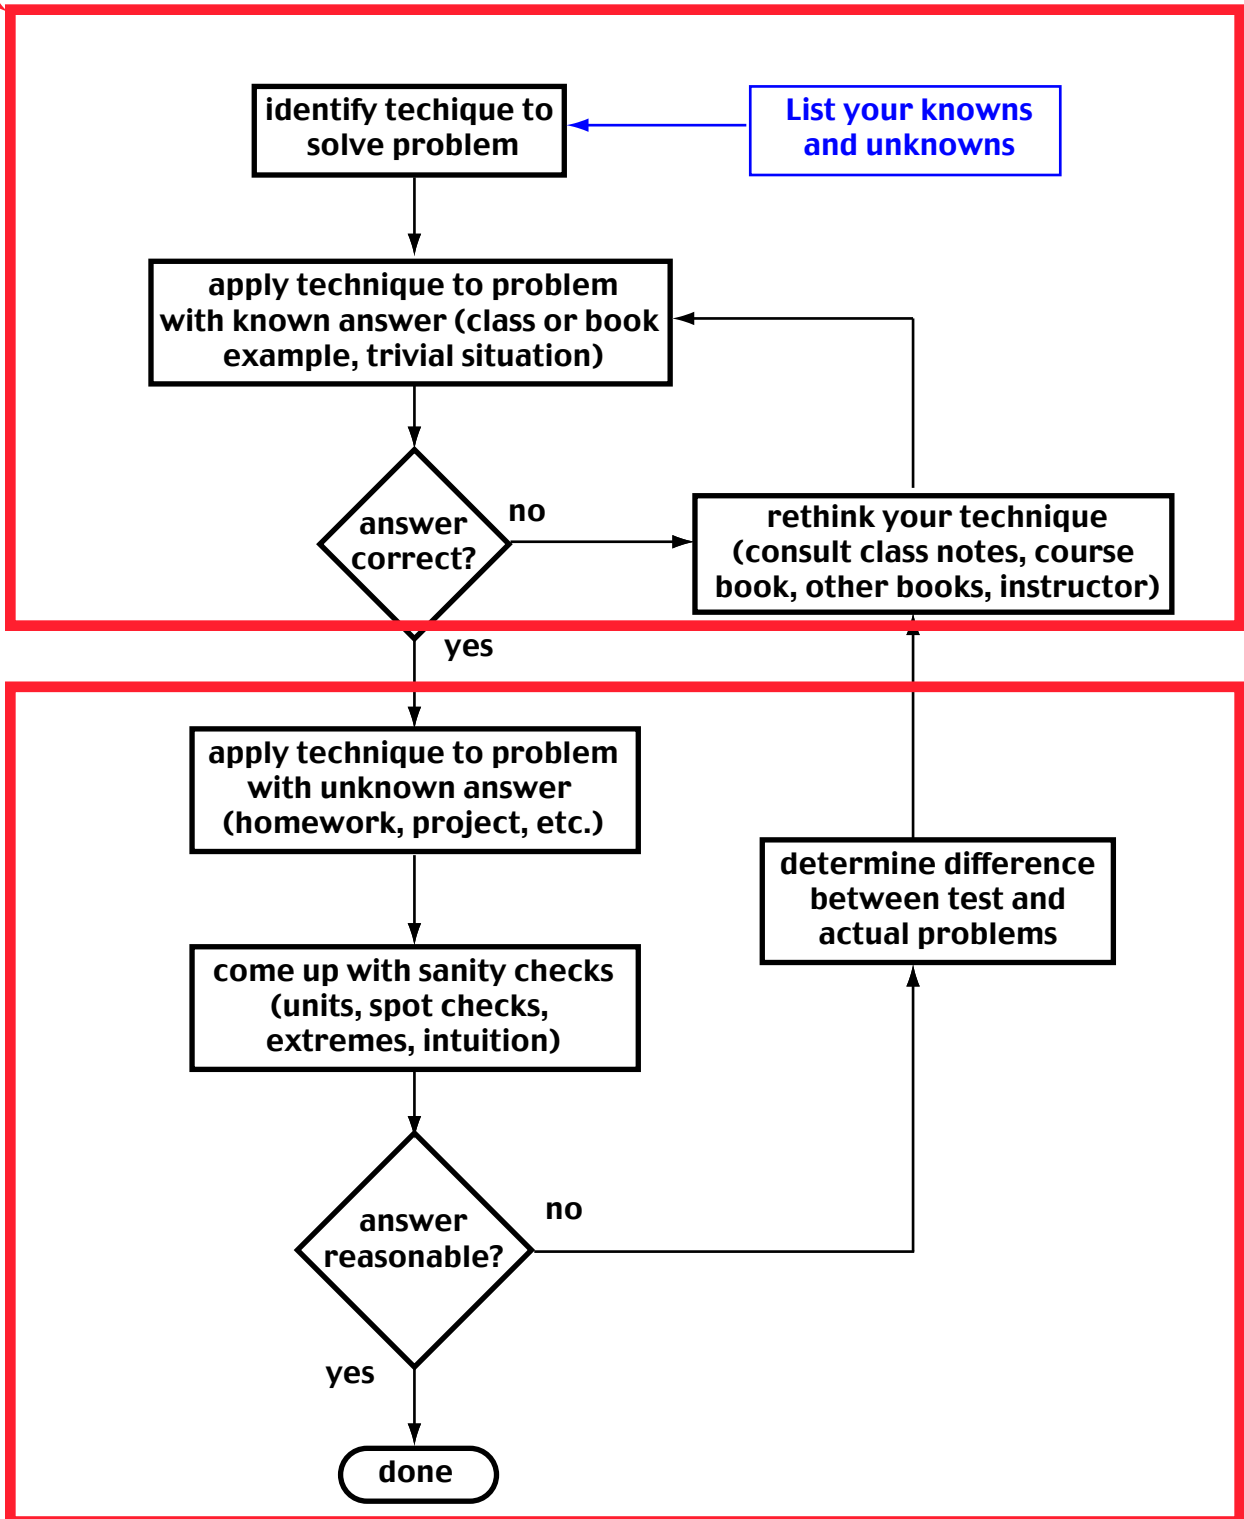 identify techique to
solve problem
List your knowns
and unknowns
apply technique to problem
with known answer (class or book
example, trivial situation)
answer
correct?
no
rethink your technique
(consult class notes, course
book, other books, instructor)
yes
apply technique to problem
with unknown answer
(homework, project, etc.)
determine difference
between test and
actual problems
come up with sanity checks
(units, spot checks,
extremes, intuition)
answer
reasonable?
no
yes
done